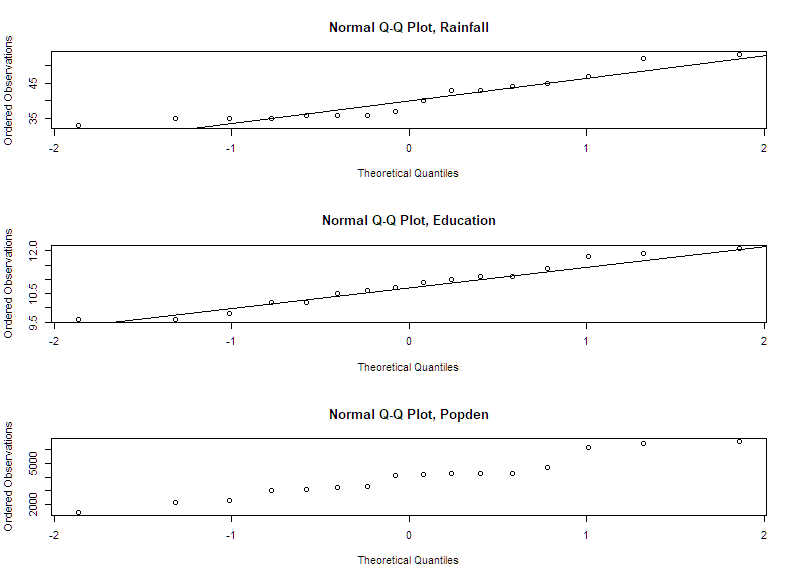 Normal Q-Q Plot, Rainfall
Ordered Observations
45
35
-2 -1 0 1 2
Theoretical Quantiles
Normal Q-Q Plot, Education
Ordered Observations
12.0
10.5
9.5
-2 -1 0 1 2
Theoretical Quantiles
Normal Q-Q Plot, Popden
Ordered Observations
5000
2000
-2 -1 0 1 2
Theoretical Quantiles